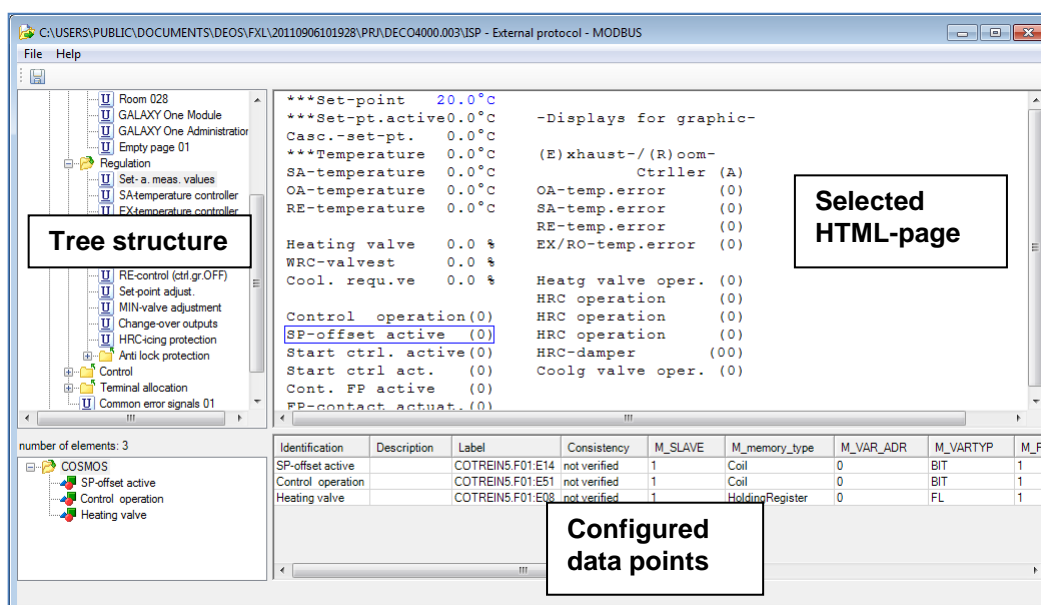 C:\USERS\PUBLIC\DOCUMENTS\DEOS\FXL\20110906101928\PRJ\DECO4000.003\ISP - External protocol - MODBUS
File Help
Room 028
GALAXY One Module
GALAXY One Administration
Empty page 01
Regulation
Set- a. meas. values
SA-temperature controller
EX-temperature controller
Tree structure
RE-control (ctrl.gr.OFF)
Set-point adjust.
MIN-valve adjustment
Change-over outputs
HRC-icing protection
Anti lock protection
Control
Terminal allocation
Common error signals 01
***Set-point 20.0°C
***Set-pt.active0.0°C -Displays for graphic-
Casc.-set-pt. 0.0°C
***Temperature 0.0°C (E)xhaust-/(R)oom-
SA-temperature 0.0°C Ctrller (A)
OA-temperature 0.0°C OA-temp.error (0)
RE-temperature 0.0°C SA-temp.error (0)
RE-temp.error (0)
Heating valve 0.0 % EX/RO-temp.error (0)
WRC-valvest 0.0 %
Cool. requ.ve 0.0 % Heatg valve oper. (0)
HRC operation (0)
Control operation(0) HRC operation (0)
SP-offset active (0) HRC operation (0)
Start ctrl. active(0) HRC-damper (00)
Start ctrl act. (0) Coolg valve oper. (0)
Cont. FP active (0)
FP-contact actuat.(0)
Selected
HTML-page
number of elements: 3
COSMOS
SP-offset active
Control operation
Heating valve
Identification Description Label Consistency M_SLAVE M_memory_type M_VAR_ADR M_VARTYP
SP-offset active COTREIN5.F01:E14 not verified 1 Coil 0 BIT 1
Control operation COTREIN5.F01:E51 not verified 1 Coil 0 BIT 1
Heating valve COTREIN5.F01:E08 not verified 1 HoldingRegister 0 FL 1
Configured
data points